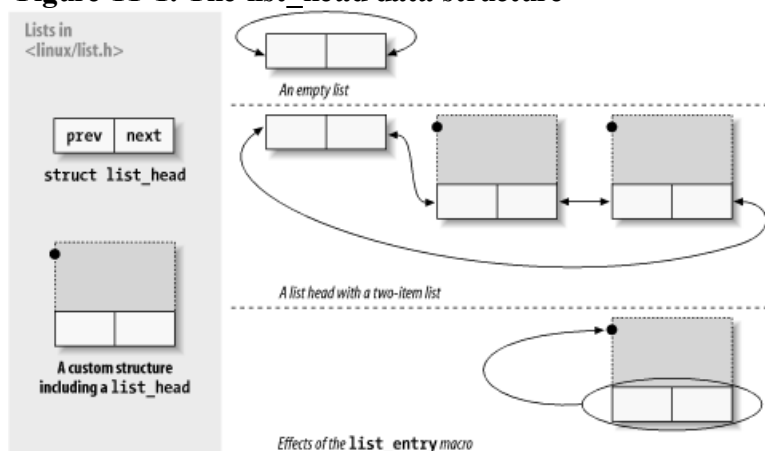 Figure 11-1. The list_head data structure
Lists in
<linux/list.h>
An empty list
prev next
struct list_head
A list head with a two-item list
A custom structure
including a list_head
Effects of the list_entry macro